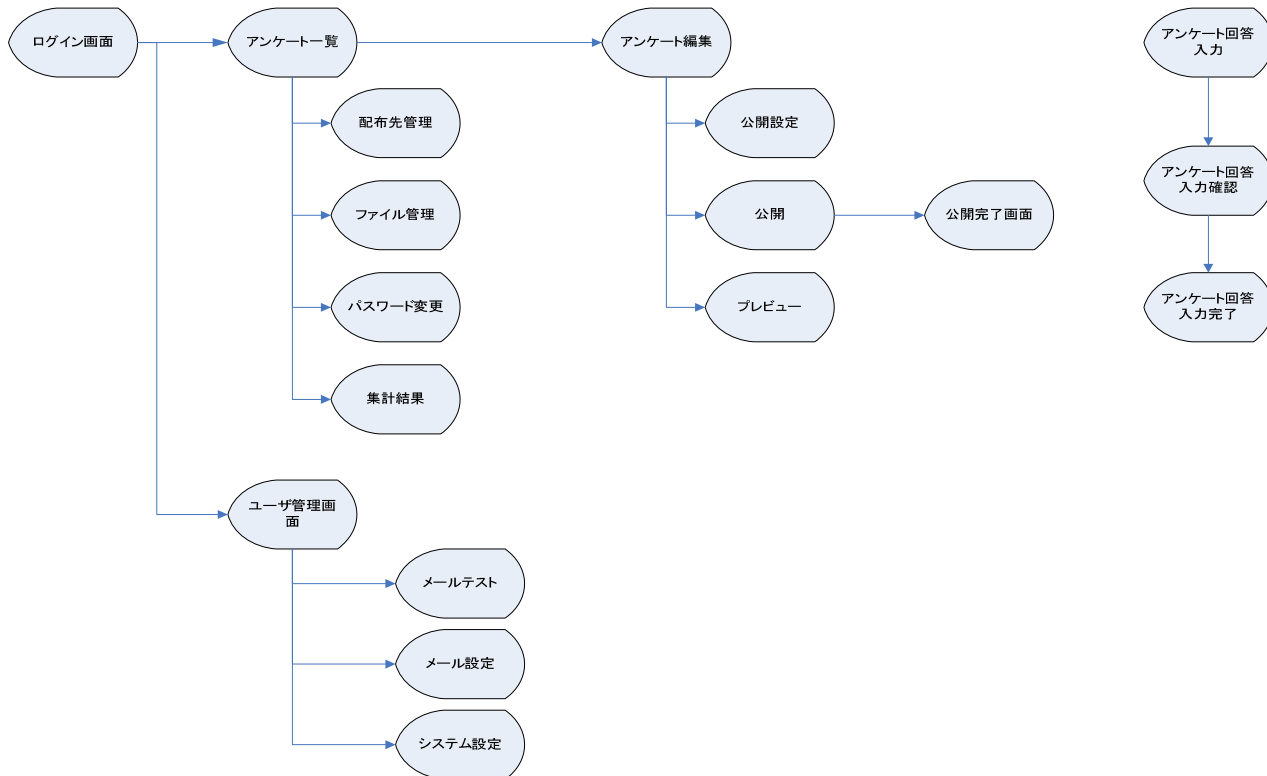 ログイン画面
アンケート一覧
アンケート編集
アンケート回答
入力
配布先管理
公開設定
アンケート回答
入力確認
ファイル管理
公開
公開完了画面
パスワード変更
プレビュー
アンケート回答
入力完了
集計結果
ユーザ管理画
面
メールテスト
メール設定
システム設定